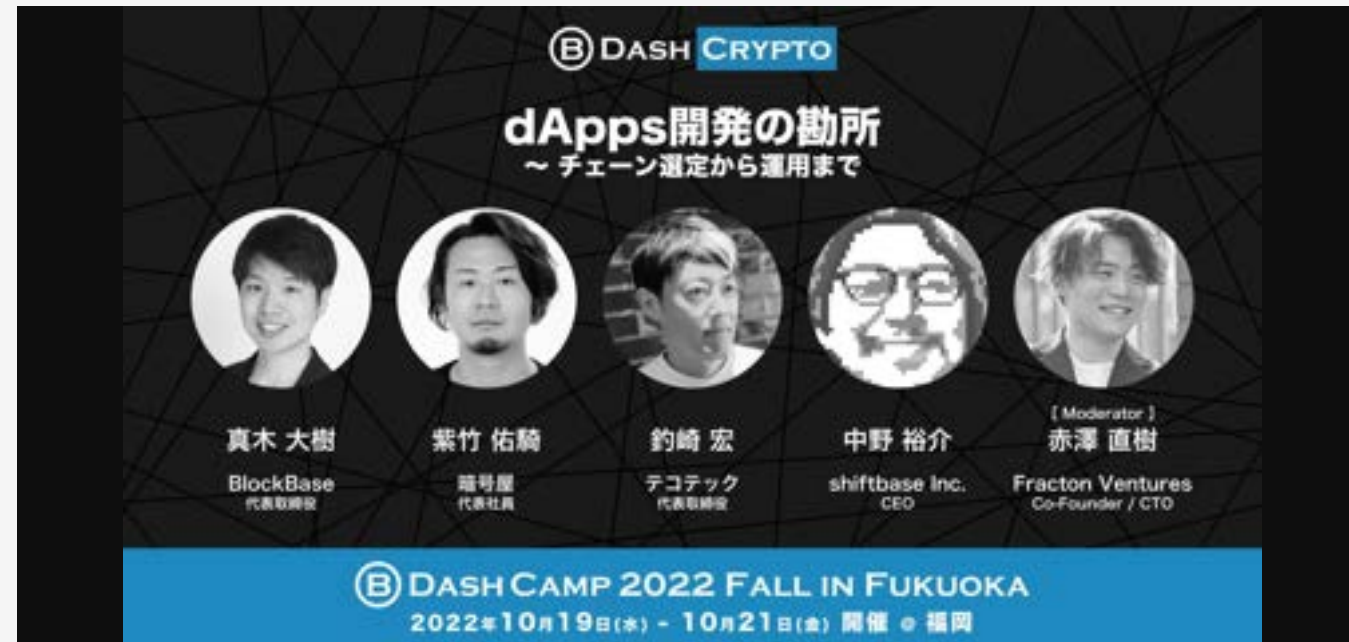 B DASH CRYPTO
dApps開発の勘所
～ チェーン選定から運用まで
真木 大樹
BlockBase
代表取締役
紫竹 佑騎
暗号屋
代表社員
釣崎 宏
テコテック
代表取締役
中野 裕介
shiftbase Inc.
CEO
[ Moderator ]
赤澤 直樹
Fracton Ventures
Co-Founder / CTO
B DASH CAMP 2022 FALL IN FUKUOKA
2022年10月19日(水) - 10月21日(金) 開催 @ 福岡